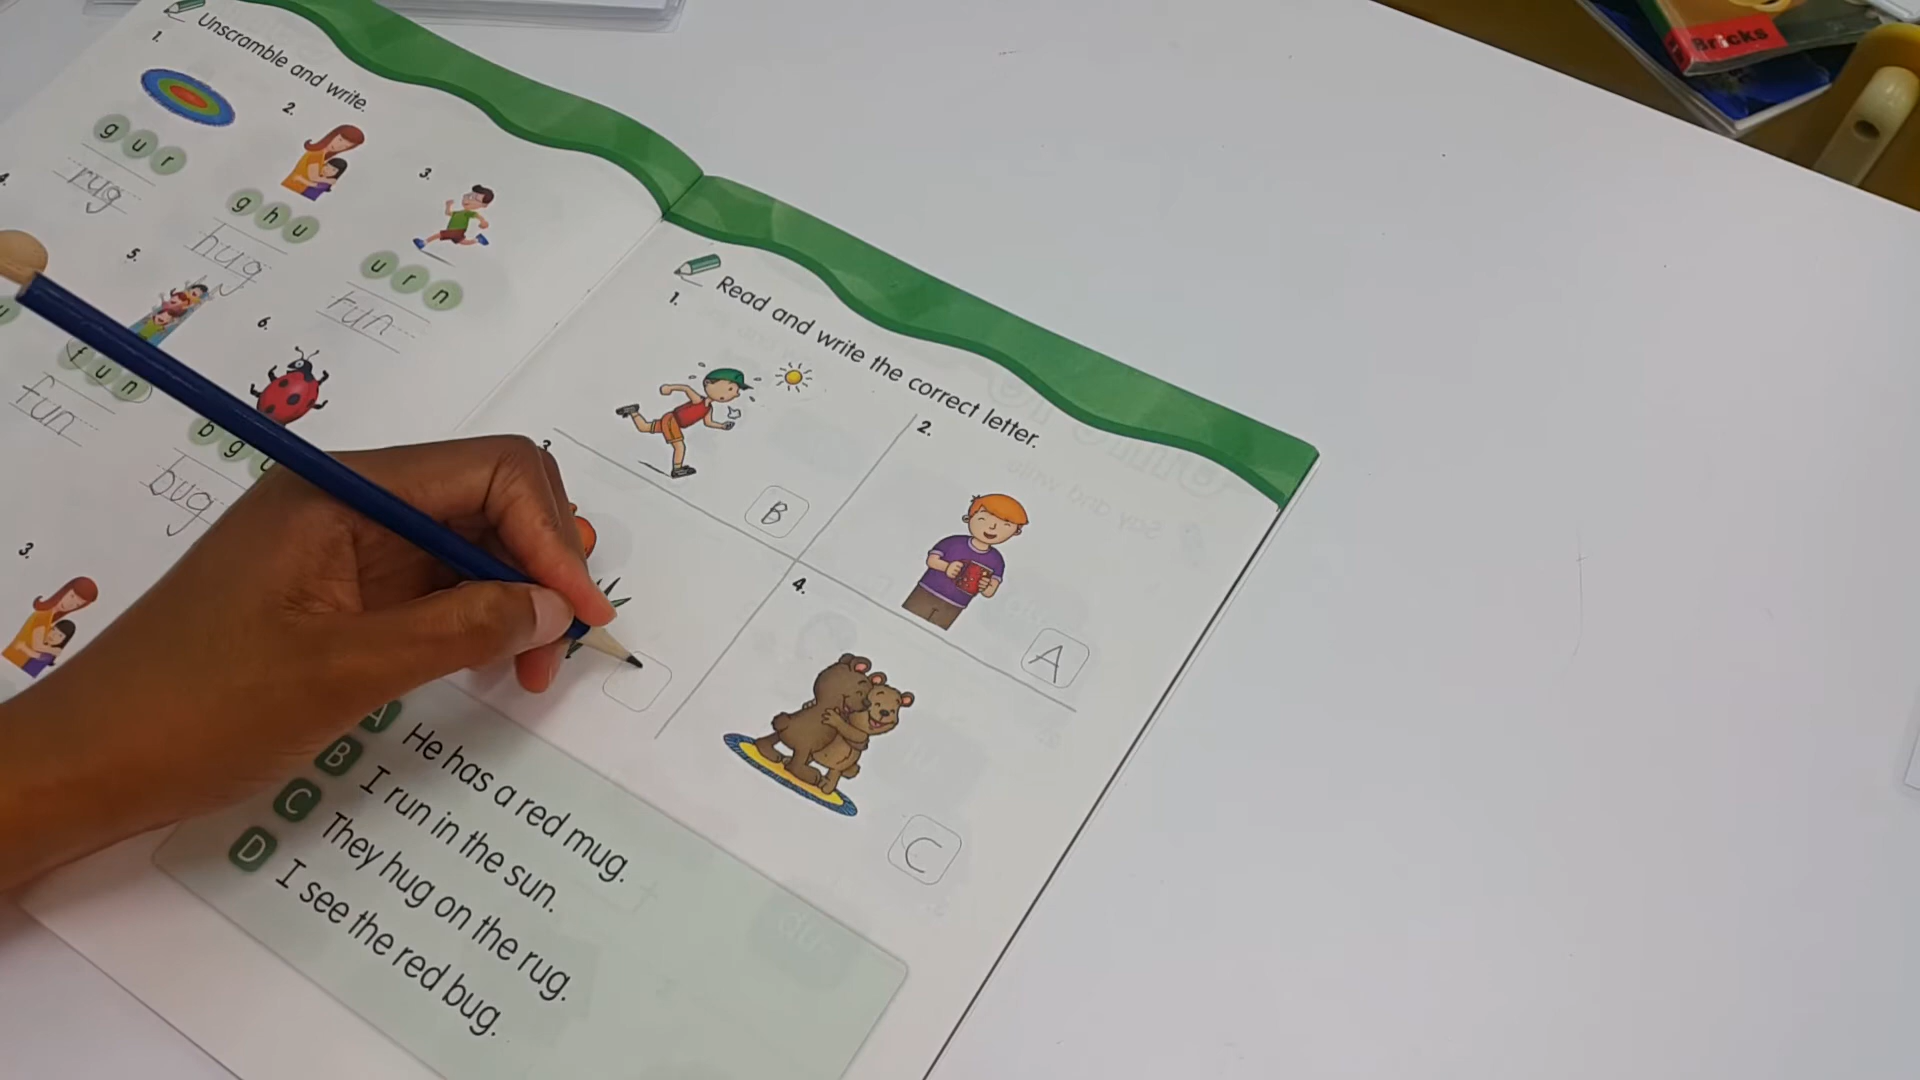 Unscramble and write.
1.
g u r
rug
2.
g h u
hug
3.
u r n
run
4.
5.
f u n
fun
6.
b g u
bug
3.
Read and write the correct letter.
1.
B
2.
A
3.
4.
C
A He has a red mug.
B I run in the sun.
C They hug on the rug.
D I see the red bug.
Bricks